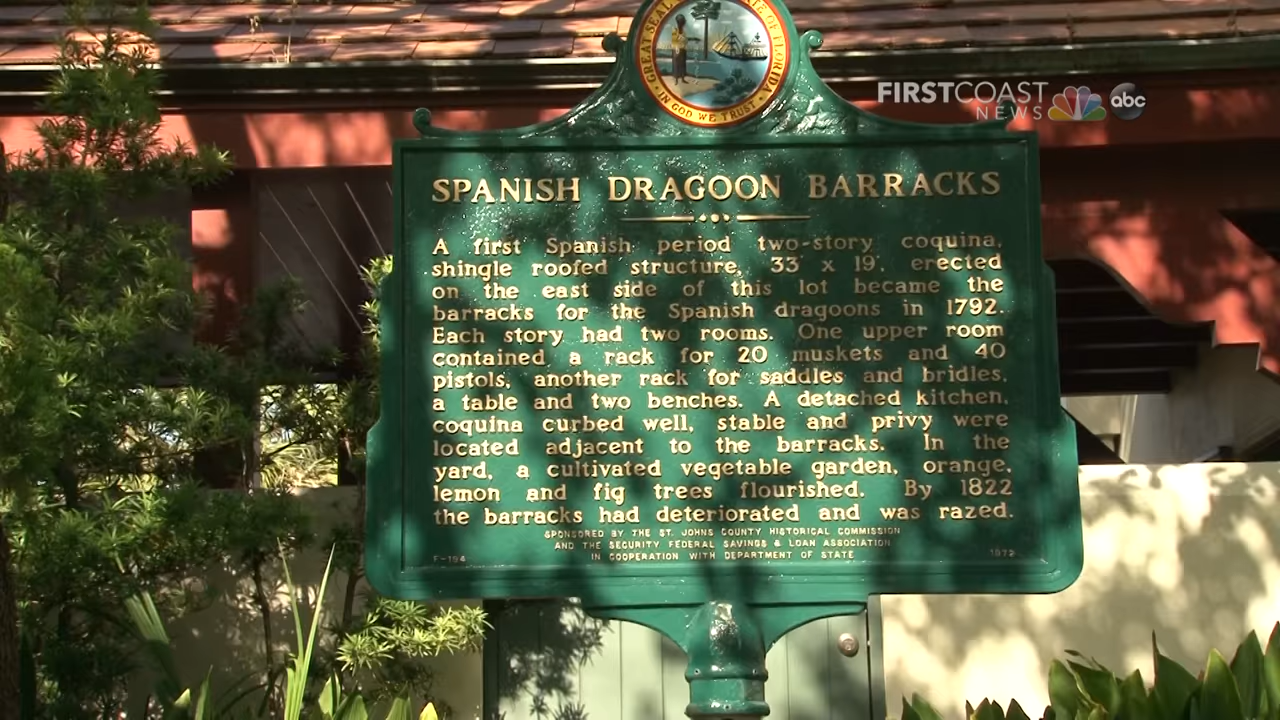 GREAT SEAL OF THE STATE OF FLORIDA
IN GOD WE TRUST
FIRST COAST
NEWS
abc
SPANISH DRAGOON BARRACKS
A first Spanish period two-story coquina,
shingle roofed structure, 33' x 19', erected
on the east side of this lot became the
barracks for the Spanish dragoons in 1792.
Each story had two rooms. One upper room
contained a rack for 20 muskets and 40
pistols, another rack for saddles and bridles,
a table and two benches. A detached kitchen,
coquina curbed well, stable and privy were
located adjacent to the barracks. In the
yard, a cultivated vegetable garden, orange,
lemon and fig trees flourished. By 1822
the barracks had deteriorated and was razed.
SPONSORED BY THE ST. JOHNS COUNTY HISTORICAL COMMISSION
AND THE SECURITY FEDERAL SAVINGS & LOAN ASSOCIATION
IN COOPERATION WITH DEPARTMENT OF STATE